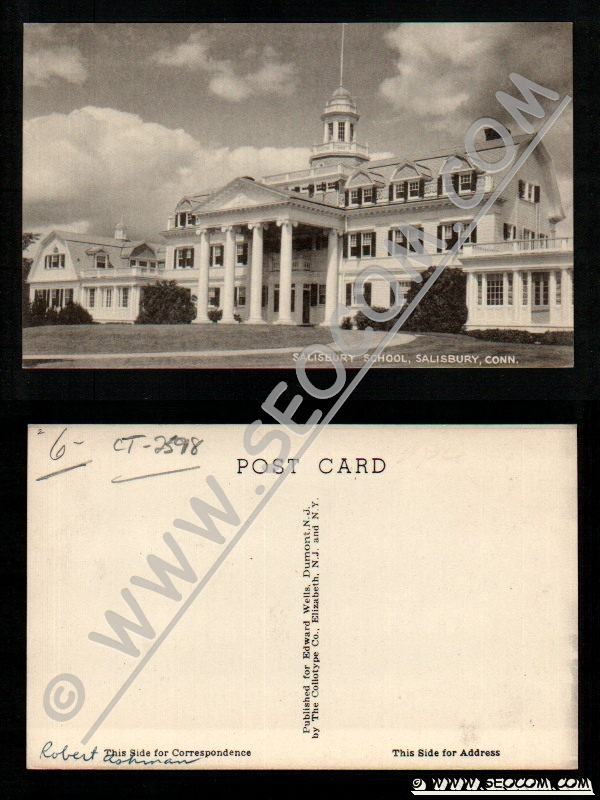 SALISBURY SCHOOL, SALISBURY, CONN.
© WWW.SEOCOM.COM
6-
CT-2598
POST CARD
Published for Edward Wells, Dumont, N.J.
by The Collotype Co., Elizabeth, N.J. and N.Y.
This Side for Correspondence
This Side for Address
Robert Ashman
© WWW.SEOCOM.COM